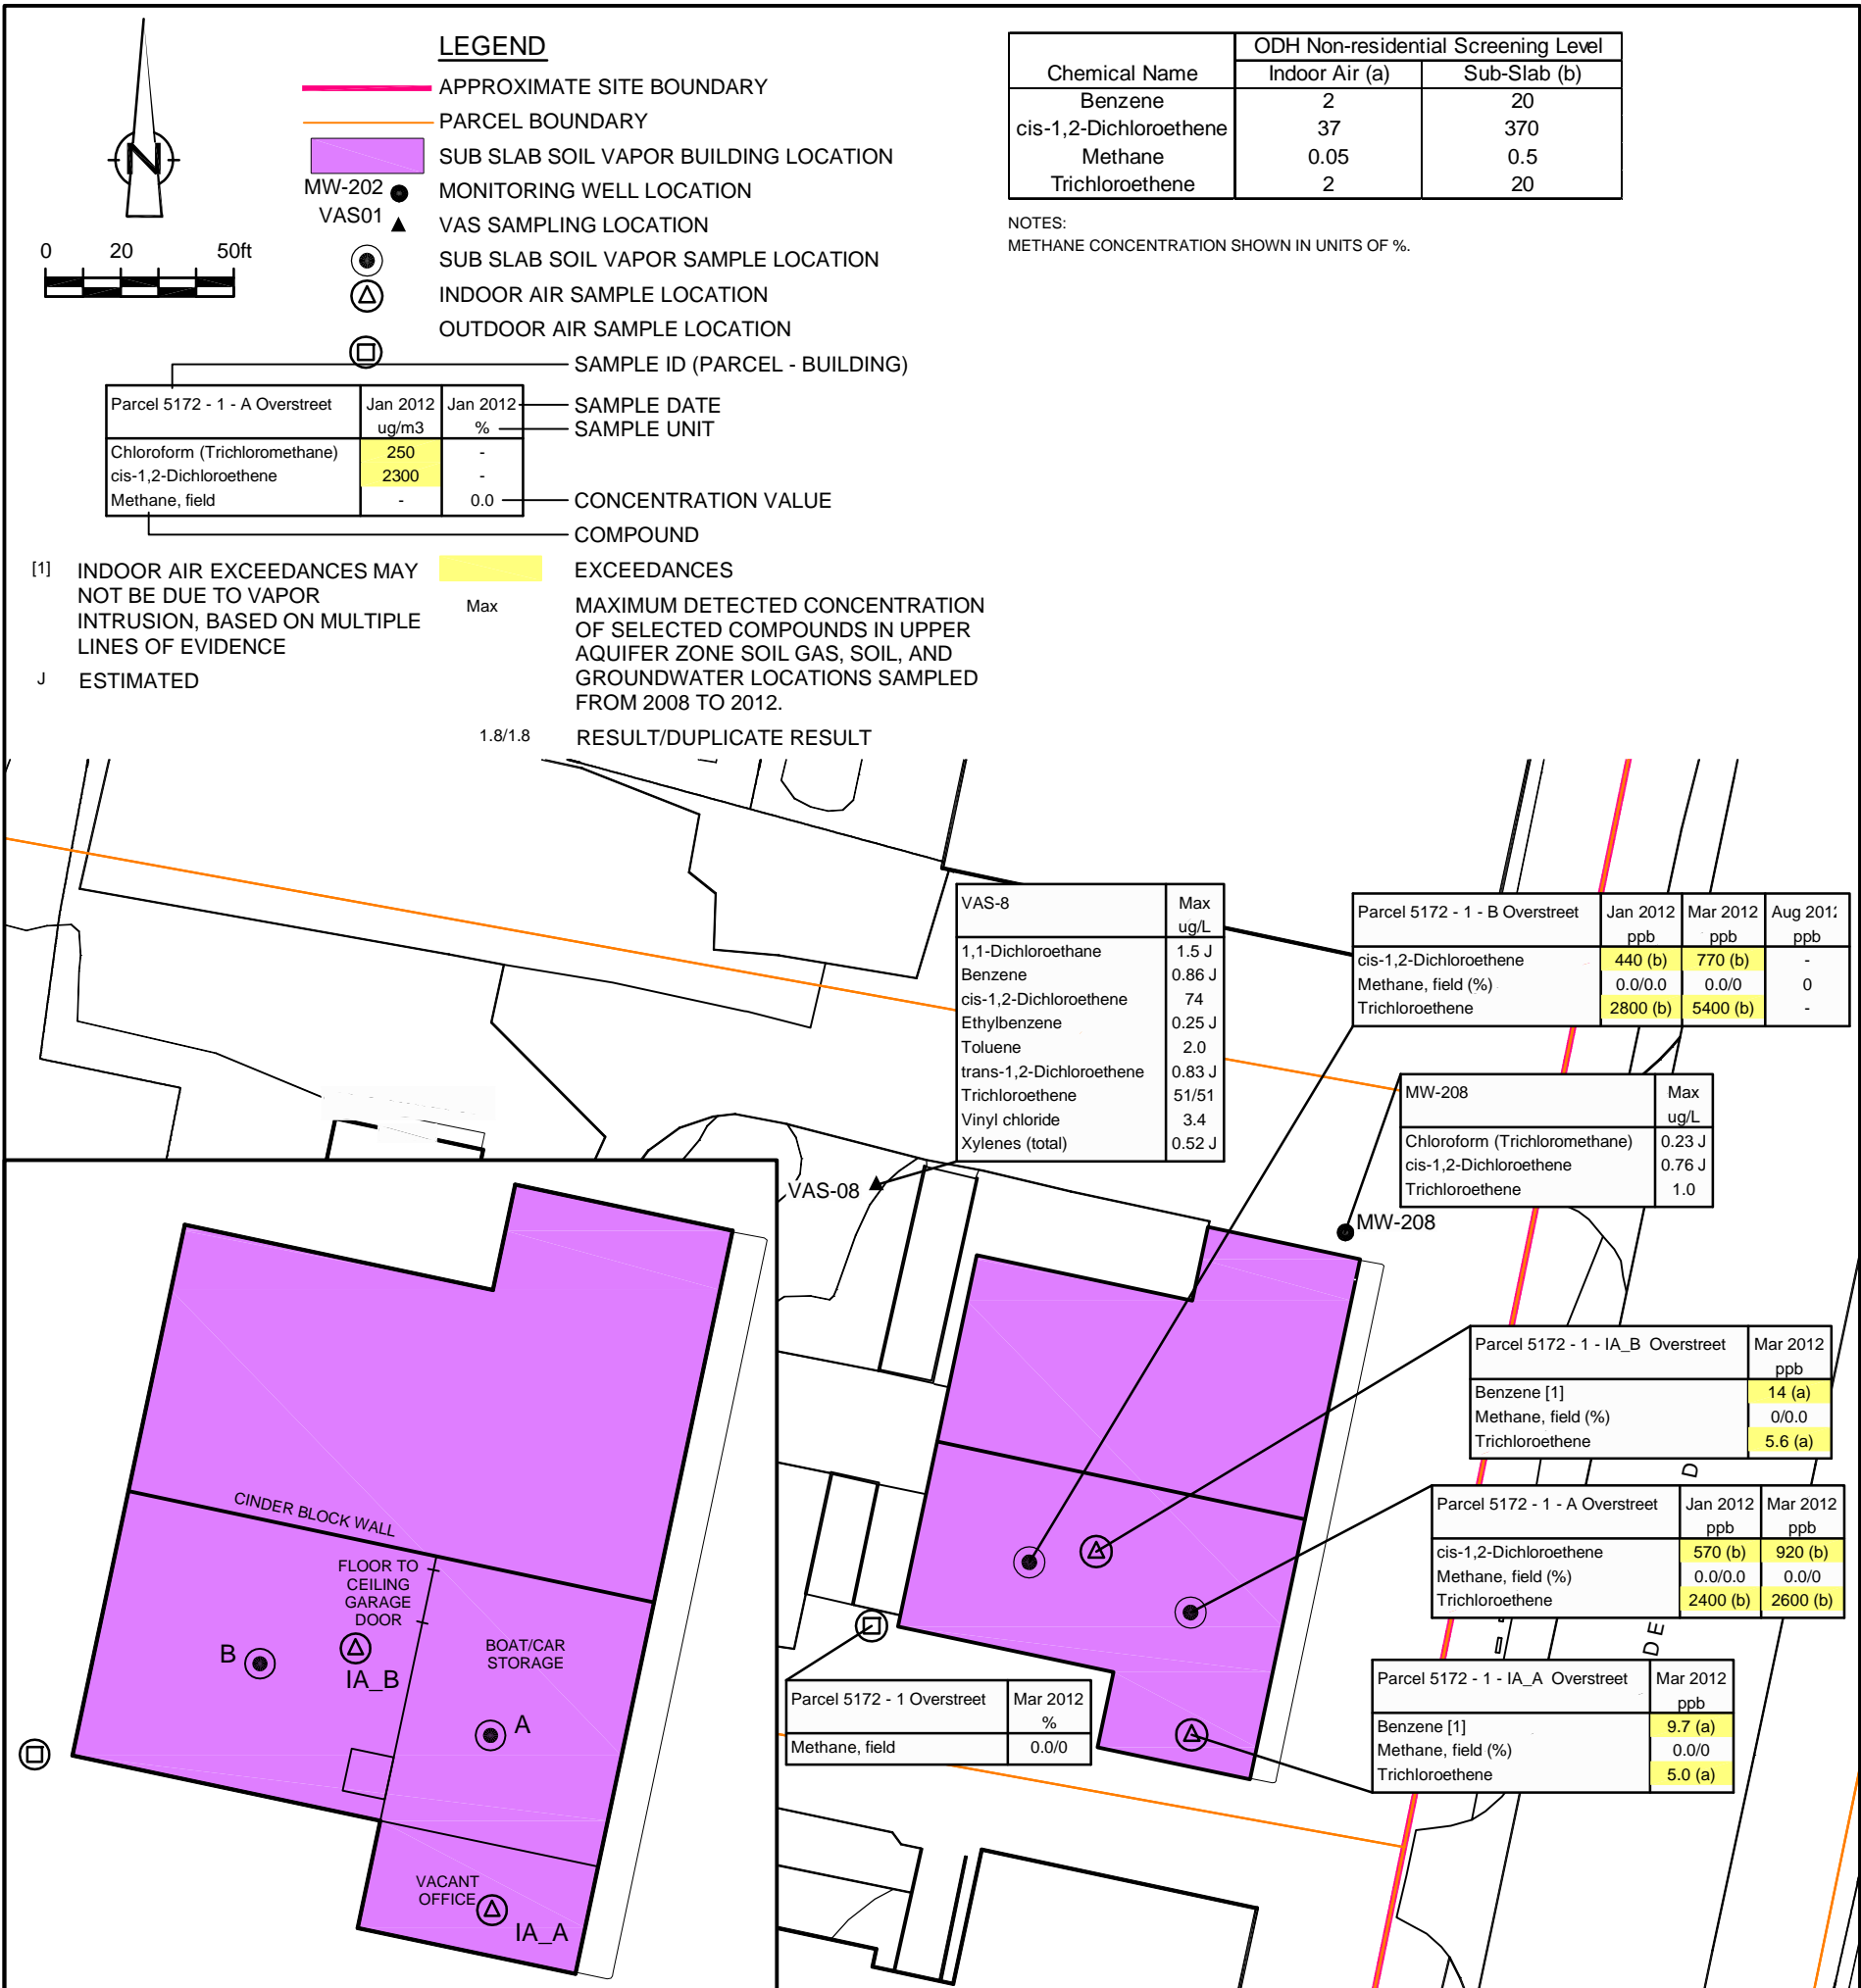 N
0 20 50ft
LEGEND
APPROXIMATE SITE BOUNDARY
PARCEL BOUNDARY
SUB SLAB SOIL VAPOR BUILDING LOCATION
MW-202 MONITORING WELL LOCATION
VAS01 VAS SAMPLING LOCATION
SUB SLAB SOIL VAPOR SAMPLE LOCATION
INDOOR AIR SAMPLE LOCATION
OUTDOOR AIR SAMPLE LOCATION
SAMPLE ID (PARCEL - BUILDING)
Parcel 5172 - 1 - A Overstreet Jan 2012 Jan 2012 SAMPLE DATE
ug/m3 % SAMPLE UNIT
Chloroform (Trichloromethane) 250 -
cis-1,2-Dichloroethene 2300 -
Methane, field - 0.0 CONCENTRATION VALUE
COMPOUND
[1] INDOOR AIR EXCEEDANCES MAY
NOT BE DUE TO VAPOR
INTRUSION, BASED ON MULTIPLE
LINES OF EVIDENCE
J ESTIMATED
EXCEEDANCES
Max MAXIMUM DETECTED CONCENTRATION
OF SELECTED COMPOUNDS IN UPPER
AQUIFER ZONE SOIL GAS, SOIL, AND
GROUNDWATER LOCATIONS SAMPLED
FROM 2008 TO 2012.
1.8/1.8 RESULT/DUPLICATE RESULT
ODH Non-residential Screening Level
Chemical Name Indoor Air (a) Sub-Slab (b)
Benzene 2 20
cis-1,2-Dichloroethene 37 370
Methane 0.05 0.5
Trichloroethene 2 20
NOTES:
METHANE CONCENTRATION SHOWN IN UNITS OF %.
VAS-8 Max
ug/L
1,1-Dichloroethane 1.5 J
Benzene 0.86 J
cis-1,2-Dichloroethene 74
Ethylbenzene 0.25 J
Toluene 2.0
trans-1,2-Dichloroethene 0.83 J
Trichloroethene 51/51
Vinyl chloride 3.4
Xylenes (total) 0.52 J
Parcel 5172 - 1 - B Overstreet Jan 2012 Mar 2012 Aug 2012
ppb ppb ppb
cis-1,2-Dichloroethene 440 (b) 770 (b) -
Methane, field (%) 0.0/0.0 0.0/0 0
Trichloroethene 2800 (b) 5400 (b) -
MW-208 Max
ug/L
Chloroform (Trichloromethane) 0.23 J
cis-1,2-Dichloroethene 0.76 J
Trichloroethene 1.0
VAS-08
MW-208
Parcel 5172 - 1 - IA_B Overstreet Mar 2012
ppb
Benzene [1] 14 (a)
Methane, field (%) 0/0.0
Trichloroethene 5.6 (a)
D
Parcel 5172 - 1 - A Overstreet Jan 2012 Mar 2012
ppb ppb
cis-1,2-Dichloroethene 570 (b) 920 (b)
Methane, field (%) 0.0/0.0 0.0/0
Trichloroethene 2400 (b) 2600 (b)
DE
Parcel 5172 - 1 - IA_A Overstreet Mar 2012
ppb
Benzene [1] 9.7 (a)
Methane, field (%) 0.0/0
Trichloroethene 5.0 (a)
Parcel 5172 - 1 Overstreet Mar 2012
%
Methane, field 0.0/0
CINDER BLOCK WALL
FLOOR TO
CEILING
GARAGE
DOOR
BOAT/CAR
STORAGE
B
IA_B
A
VACANT
OFFICE
IA_A